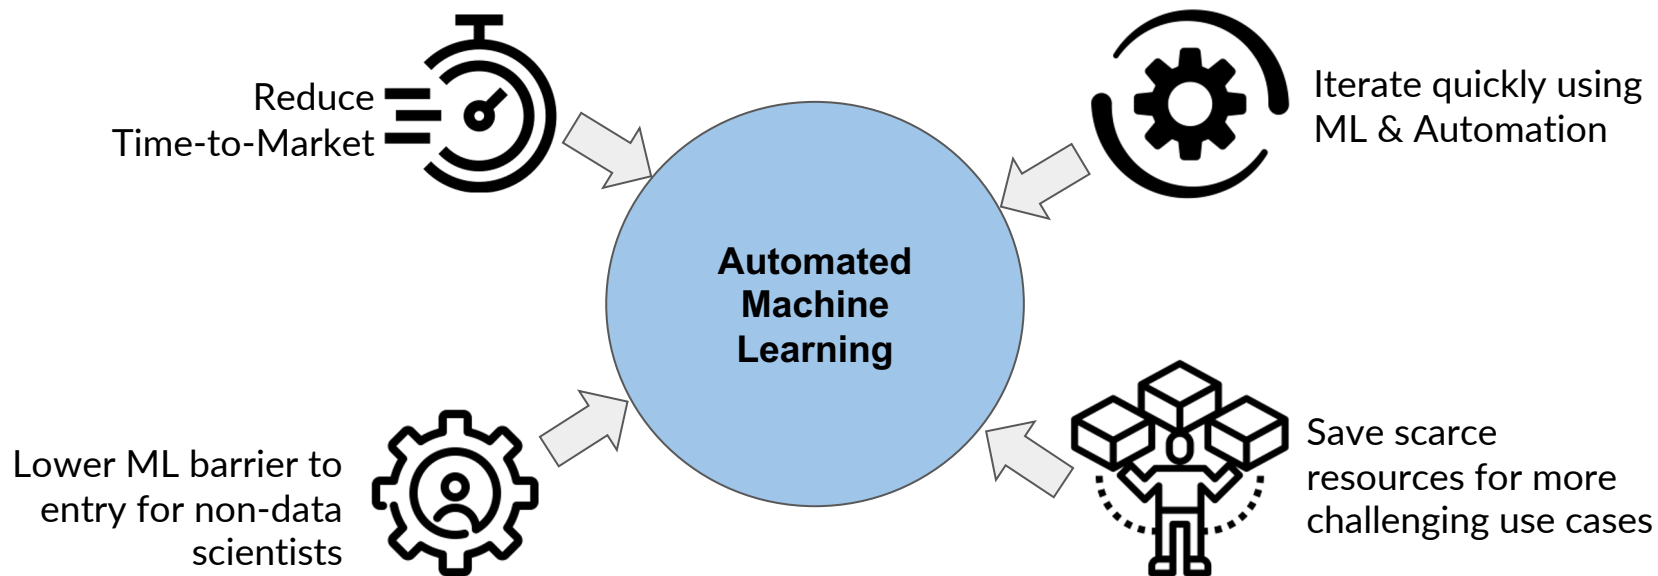 Reduce
Time-to-Market
Iterate quickly using
ML & Automation
Automated
Machine
Learning
Lower ML barrier to
entry for non-data
scientists
Save scarce
resources for more
challenging use cases